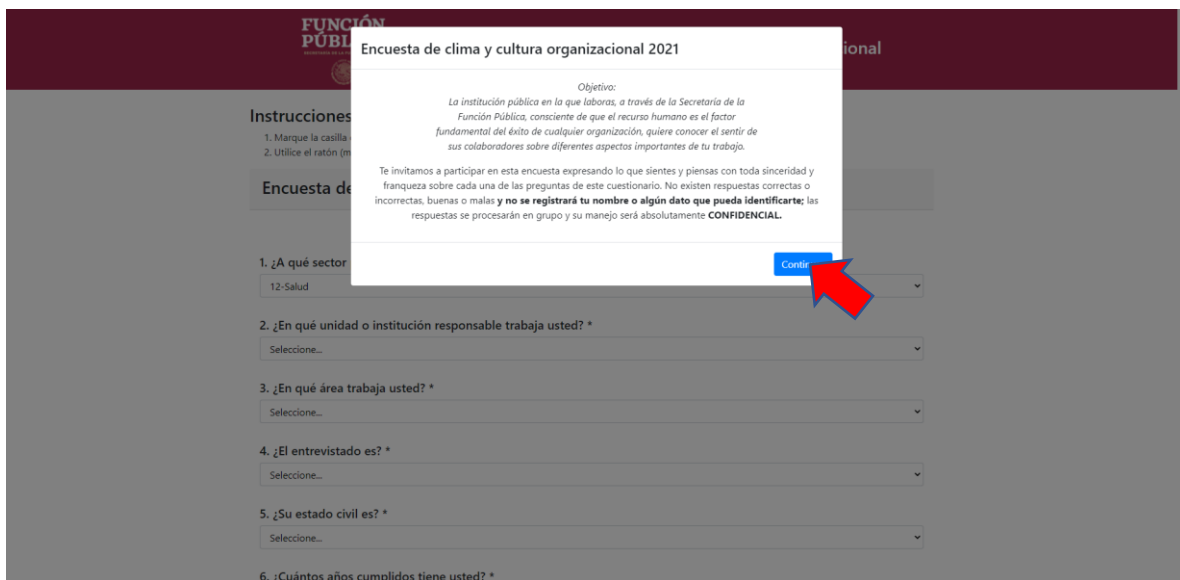 FUNCIÓN
PÚBL
Encuesta de clima y cultura organizacional 2021
ional
Objetivo:
La institución pública en la que laboras, a través de la Secretaría de la
Función Pública, consciente de que el recurso humano es el factor
fundamental del éxito de cualquier organización, quiere conocer el sentir de
sus colaboradores sobre diferentes aspectos importantes de tu trabajo.
Te invitamos a participar en esta encuesta expresando lo que sientes y piensas con toda sinceridad y
franqueza sobre cada una de las preguntas de este cuestionario. No existen respuestas correctas o
incorrectas, buenas o malas y no se registrará tu nombre o algún dato que pueda identificarte; las
respuestas se procesarán en grupo y su manejo será absolutamente CONFIDENCIAL.
Contin
Instrucciones
1. Marque la casilla
2. Utilice el ratón (m
Encuesta de
1. ¿A qué sector
12-Salud
2. ¿En qué unidad o institución responsable trabaja usted? *
Seleccione...
3. ¿En qué área trabaja usted? *
Seleccione...
4. ¿El entrevistado es? *
Seleccione...
5. ¿Su estado civil es? *
Seleccione...
6. ¿Cuántos años cumplidos tiene usted? *